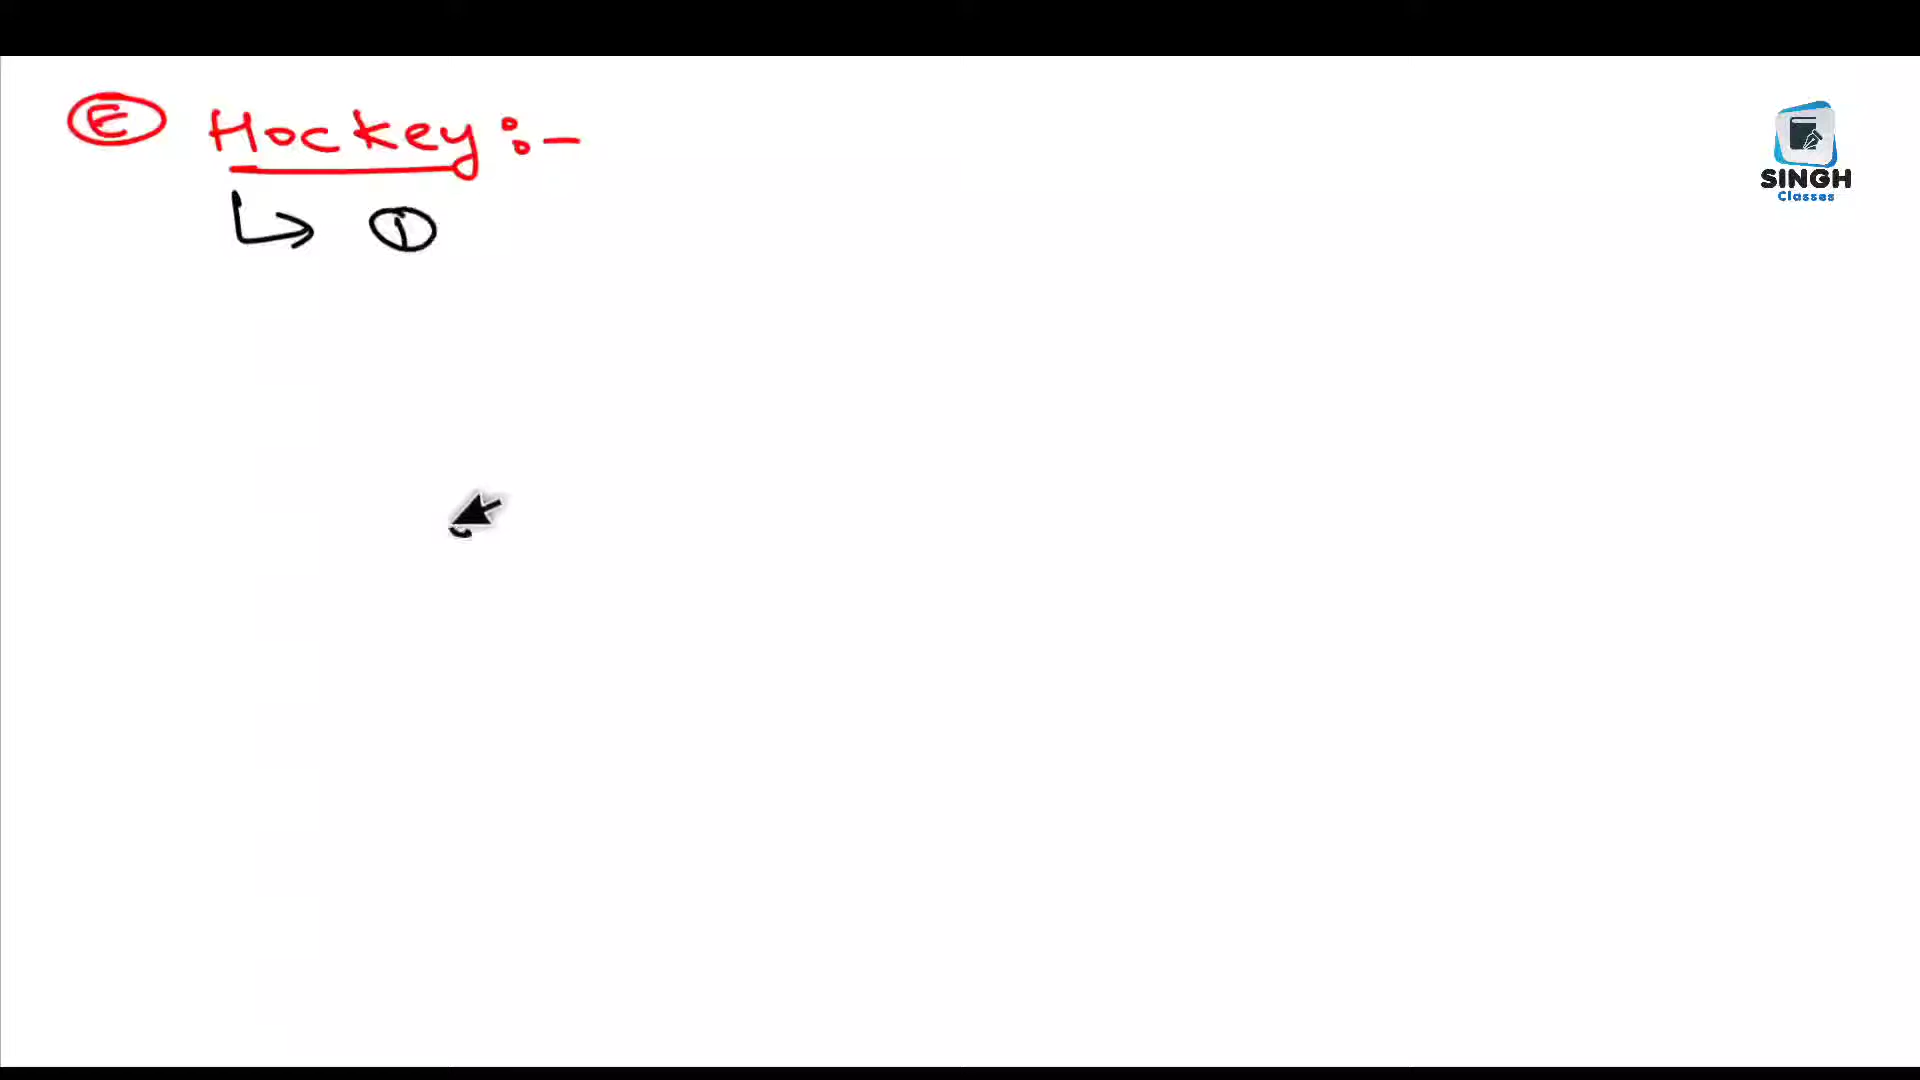 Ⓔ Hockey :-
↳ ①
SINGH
Classes